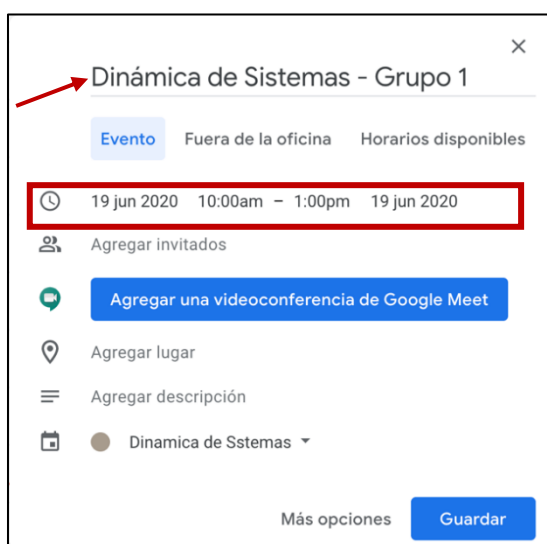 Dinámica de Sistemas - Grupo 1
Evento Fuera de la oficina Horarios disponibles
19 jun 2020 10:00am – 1:00pm 19 jun 2020
Agregar invitados
Agregar una videoconferencia de Google Meet
Agregar lugar
Agregar descripción
Dinamica de Sstemas
Más opciones Guardar